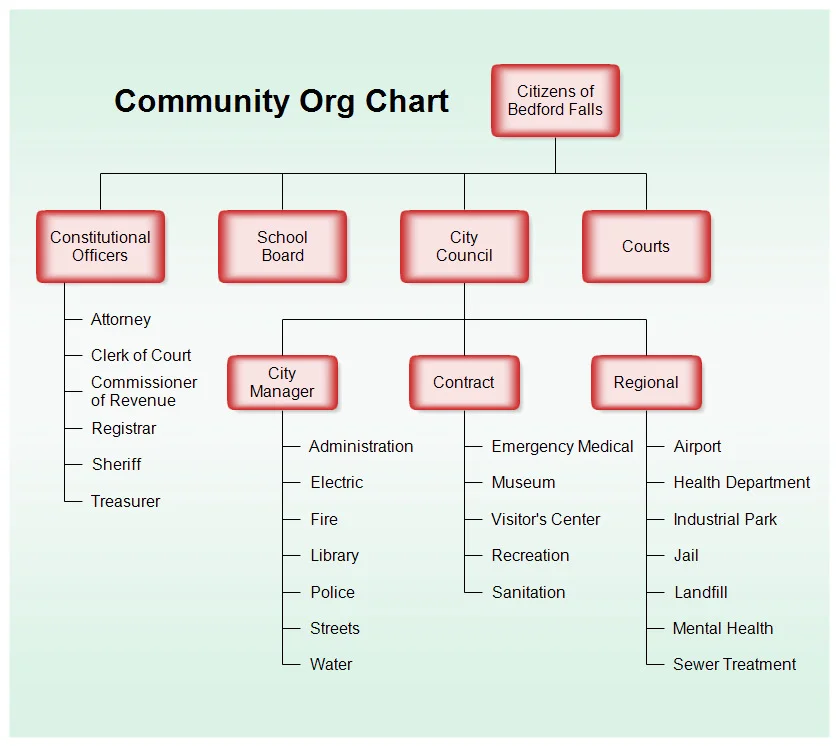 Community Org Chart
Citizens of
Bedford Falls
Constitutional
Officers
School
Board
City
Council
Courts
Attorney
Clerk of Court
Commissioner
of Revenue
Registrar
Sheriff
Treasurer
City
Manager
Administration
Electric
Fire
Library
Police
Streets
Water
Contract
Emergency Medical
Museum
Visitor's Center
Recreation
Sanitation
Regional
Airport
Health Department
Industrial Park
Jail
Landfill
Mental Health
Sewer Treatment